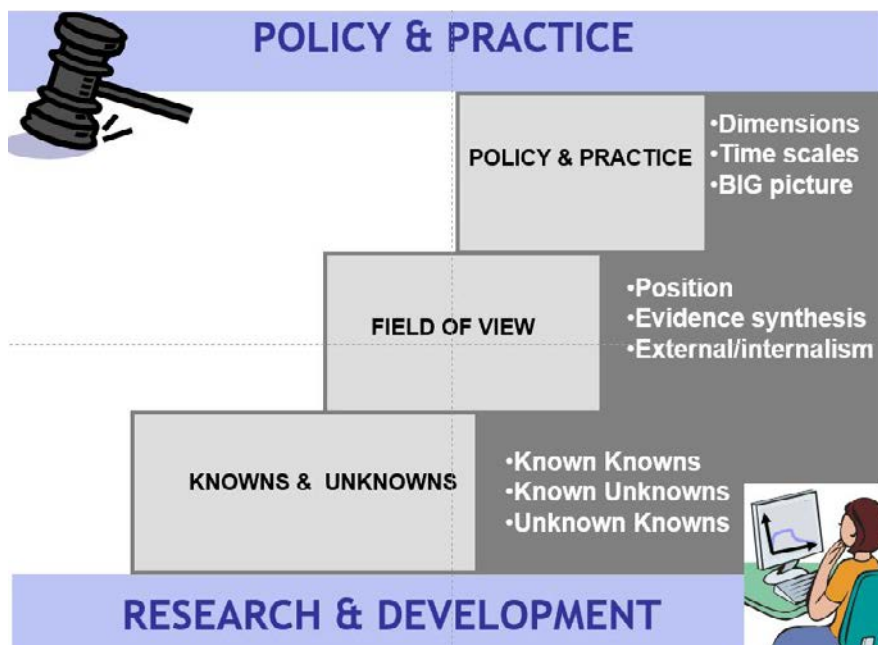 POLICY & PRACTICE
POLICY & PRACTICE
•Dimensions
•Time scales
•BIG picture
FIELD OF VIEW
•Position
•Evidence synthesis
•External/internalism
KNOWNS & UNKNOWNS
•Known Knowns
•Known Unknowns
•Unknown Knowns
RESEARCH & DEVELOPMENT